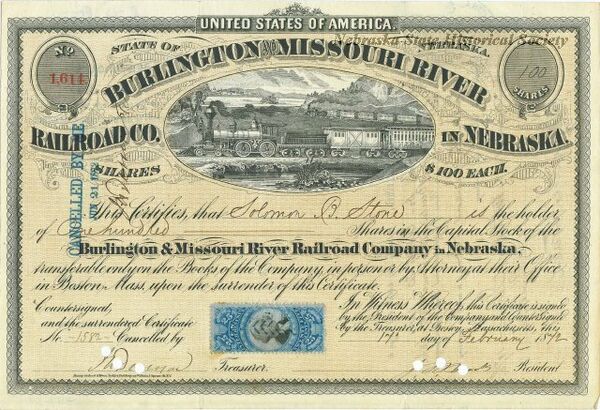 UNITED STATES OF AMERICA.
Nebraska State Historical Society
No
1,614
STATE OF
NEBRASKA.
100
SHARES
BURLINGTON AND MISSOURI RIVER
RAILROAD CO.
IN NEBRASKA.
SHARES
$100 EACH.
CANCELLED BY ME
This Certifies, that Solomon B. Stone is the holder
of One hundred Shares in the Capital Stock of the
Burlington & Missouri River Railroad Company in Nebraska,
transferable only on the Books of the Company, in person or by Attorney, at their Office
in Boston, Mass, upon the surrender of this Certificate.
Countersigned,
and the surrendered Certificate
No 1582 Cancelled by
Treasurer.
In Witness Whereof, this Certificate is signed
by the President of the Company and Countersigned
by the Treasurer, at Massachusetts, this
day of February 1872
President